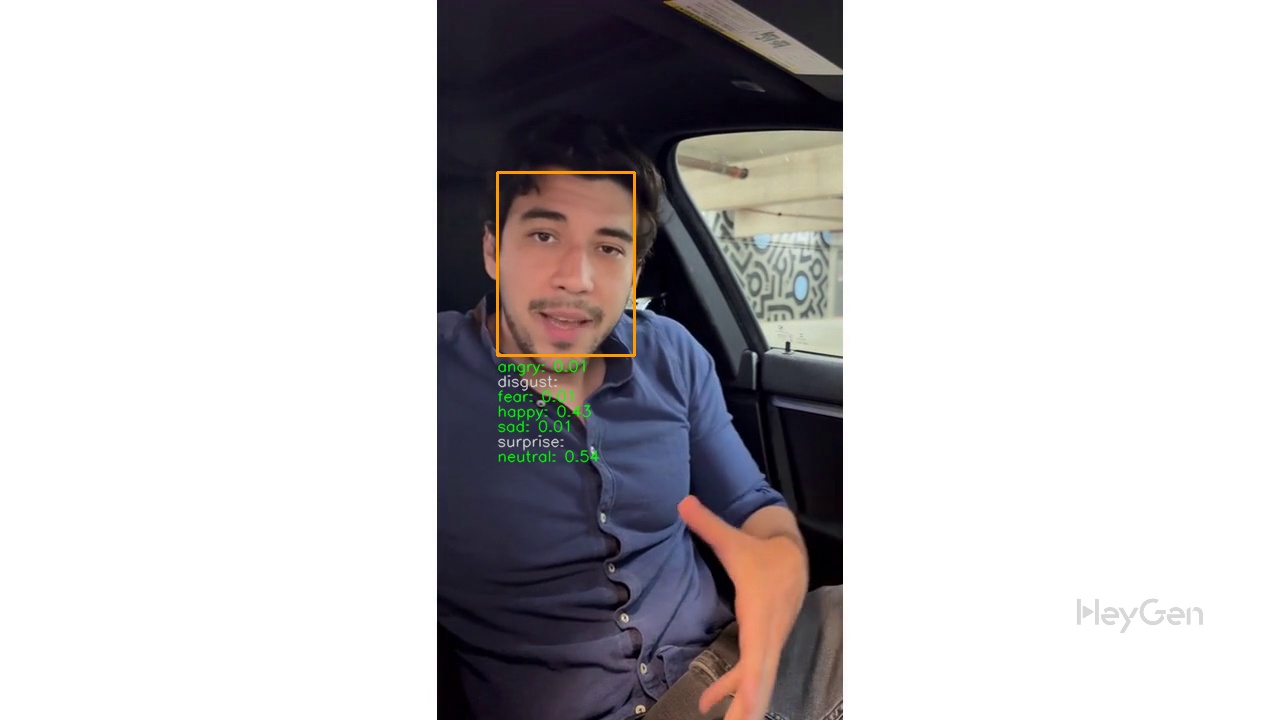 angry: 0.01
disgust:
fear: 0.01
happy: 0.43
sad: 0.01
surprise:
neutral: 0.54
HeyGen